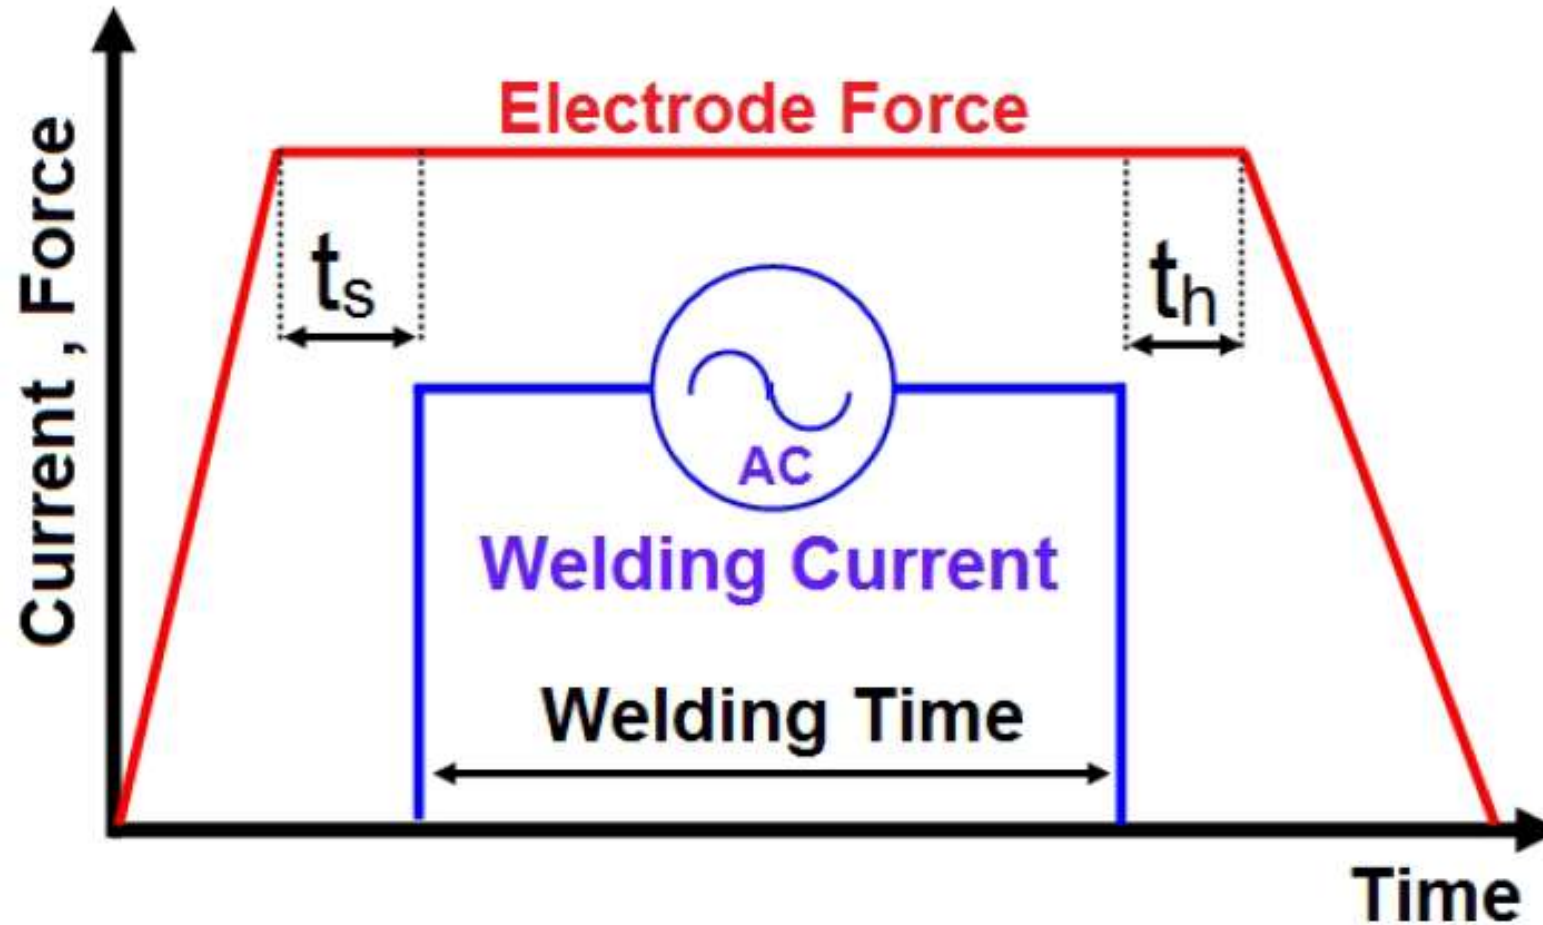 Current , Force
Electrode Force
ts
th
AC
Welding Current
Welding Time
Time